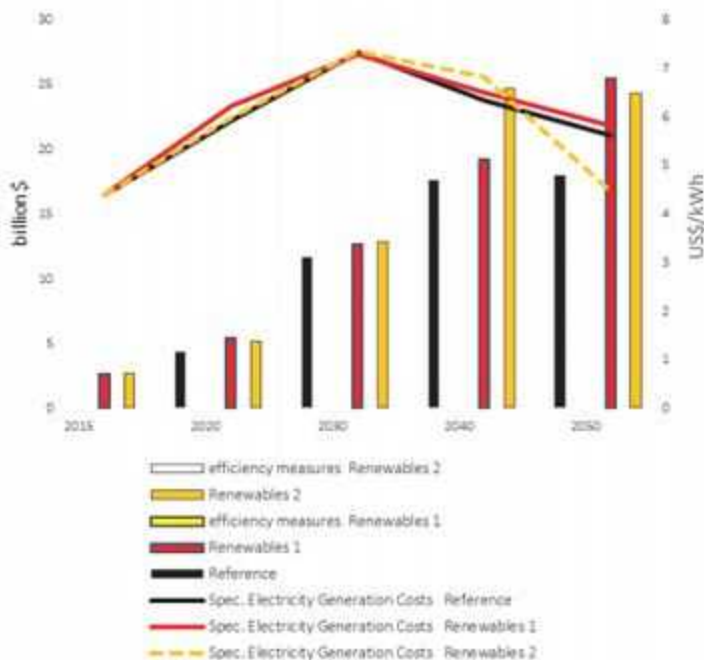 30
25
20
15
10
5
0
billion $
8
7
6
5
4
3
2
1
0
US$/kWh
2015 2020 2030 2040 2050
efficiency measures Renewables 2
Renewables 2
efficiency measures Renewables 1
Renewables 1
Reference
Spec. Electricity Generation Costs Reference
Spec. Electricity Generation Costs Renewables 1
Spec. Electricity Generation Costs Renewables 2